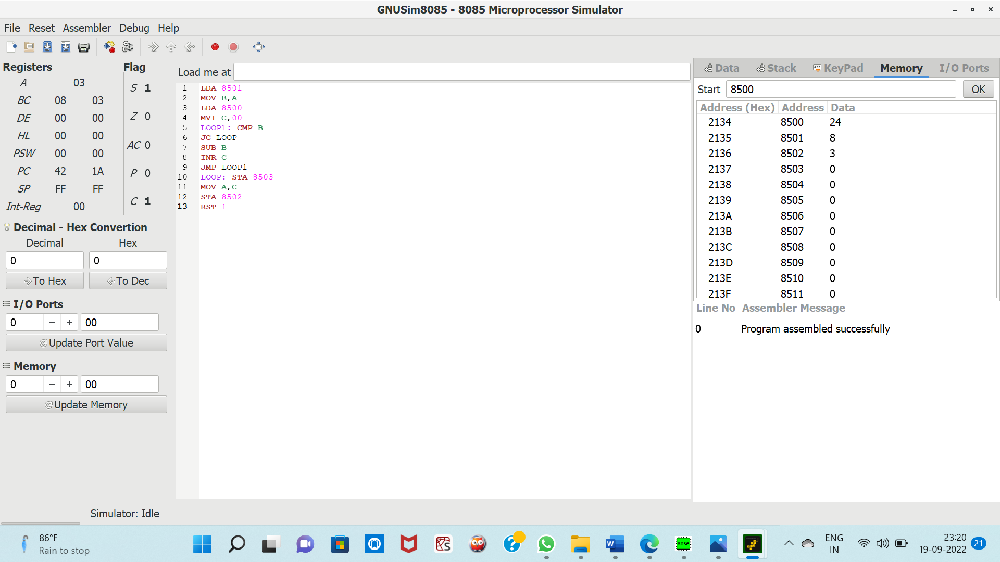 GNUSim8085 - 8085 Microprocessor Simulator
File Reset Assembler Debug Help
Registers
A 03
BC 08 03
DE 00 00
HL 00 00
PSW 00 00
PC 42 1A
SP FF FF
Int-Reg 00
Flag
S 1
Z 0
AC 0
P 0
C 1
Decimal - Hex Convertion
Decimal Hex
0 0
To Hex To Dec
I/O Ports
0 − + 00
Update Port Value
Memory
0 − + 00
Update Memory
Load me at
1 LDA 8501
2 MOV B,A
3 LDA 8500
4 MVI C,00
5 LOOP1: CMP B
6 JC LOOP
7 SUB B
8 INR C
9 JMP LOOP1
10 LOOP: STA 8503
11 MOV A,C
12 STA 8502
13 RST 1
Data Stack Abc KeyPad Memory I/O Ports
Start 8500 OK
Address (Hex) Address Data
2134 8500 24
2135 8501 8
2136 8502 3
2137 8503 0
2138 8504 0
2139 8505 0
213A 8506 0
213B 8507 0
213C 8508 0
213D 8509 0
213E 8510 0
213F 8511 0
Line No Assembler Message
0 Program assembled successfully
Simulator: Idle
86°F
Rain to stop
8086
ENG
IN
23:20
19-09-2022
21